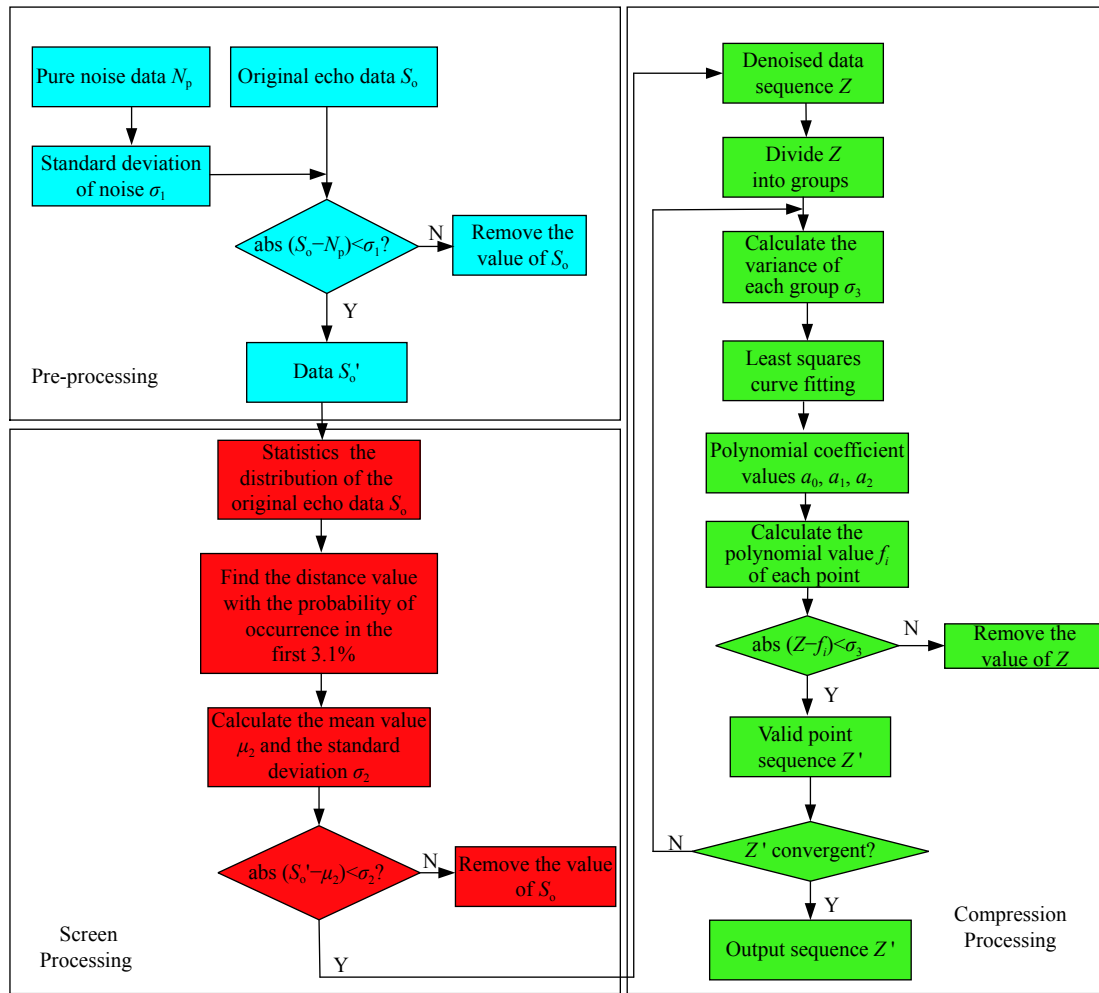 Pure noise data Nₚ
Original echo data Sₒ
Standard deviation
of noise σ₁
abs (Sₒ−Nₚ)<σ₁?
N
Remove the
value of Sₒ
Y
Data Sₒ'
Pre-processing
Statistics the
distribution of the
original echo data Sₒ
Find the distance value
with the probability of
occurrence in the
first 3.1%
Calculate the mean value
μ₂ and the standard
deviation σ₂
abs (Sₒ'−μ₂)<σ₂?
N
Remove the value
of Sₒ
Y
Screen
Processing
Denoised data
sequence Z
Divide Z
into groups
Calculate the
variance of
each group σ₃
Least squares
curve fitting
Polynomial coefficient
values a₀, a₁, a₂
Calculate the
polynomial value fᵢ
of each point
abs (Z−fᵢ)<σ₃
N
Remove the
value of Z
Y
Valid point
sequence Z'
N
Z' convergent?
Y
Output sequence Z'
Compression
Processing